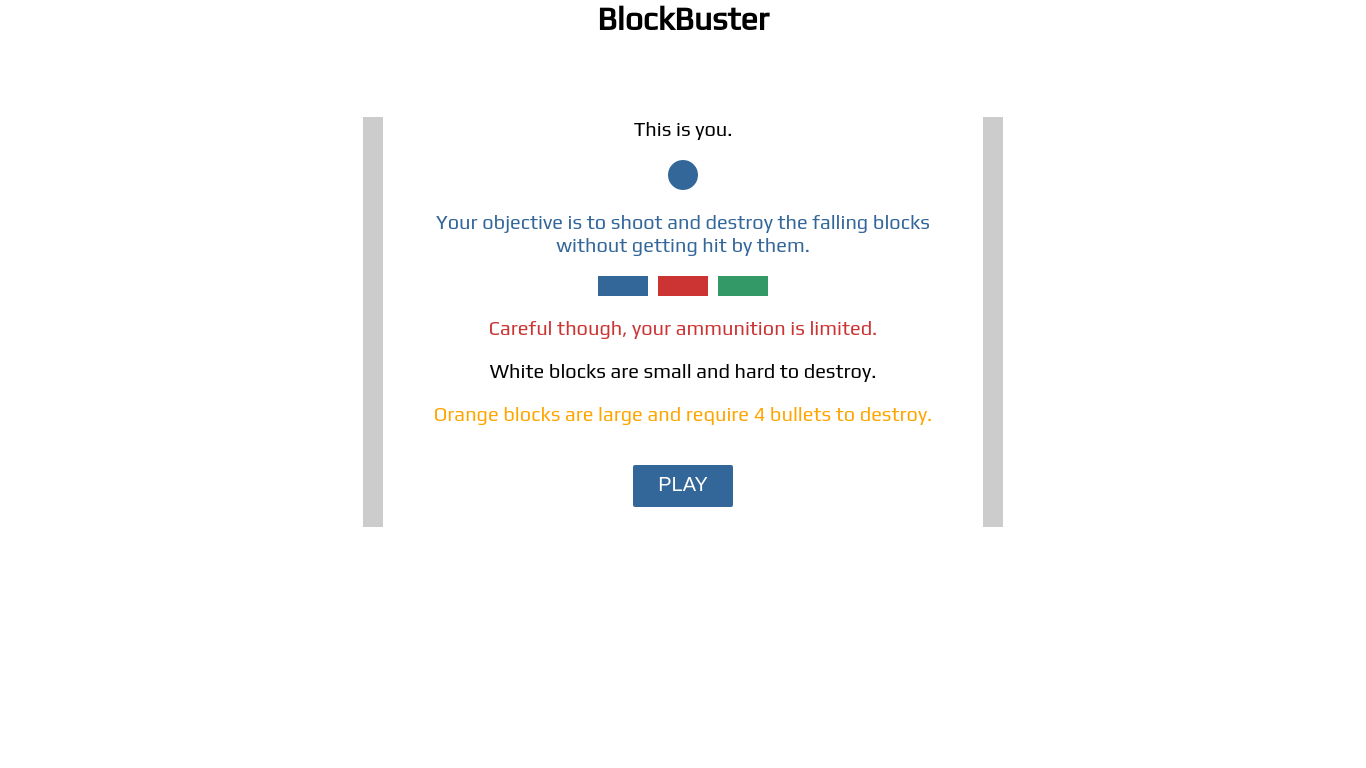 BlockBuster
This is you.
Your objective is to shoot and destroy the falling blocks
without getting hit by them.
Careful though, your ammunition is limited.
White blocks are small and hard to destroy.
Orange blocks are large and require 4 bullets to destroy.
PLAY